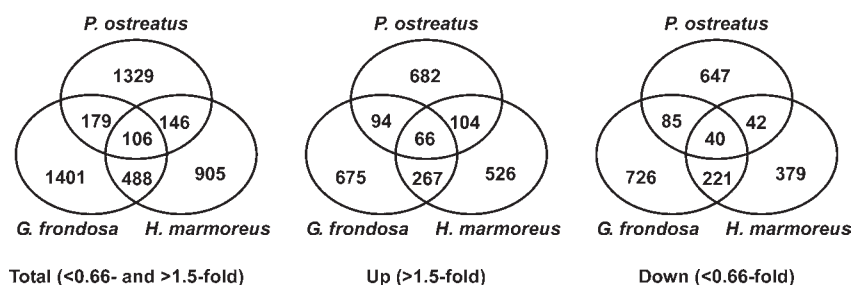 P. ostreatus
1329
179
146
106
1401
488
905
G. frondosa
H. marmoreus
Total (<0.66- and >1.5-fold)
P. ostreatus
682
94
104
66
675
267
526
G. frondosa
H. marmoreus
Up (>1.5-fold)
P. ostreatus
647
85
42
40
726
221
379
G. frondosa
H. marmoreus
Down (<0.66-fold)